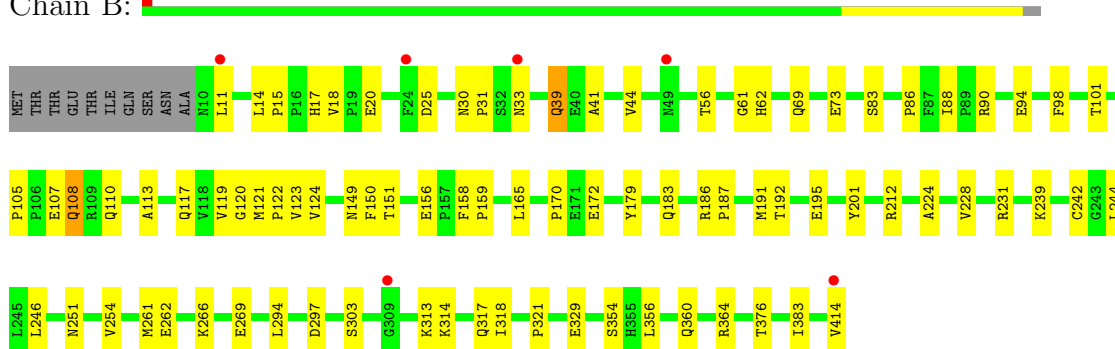 Chain B:
MET THR THR GLU THR ILE GLN SER ASN ALA N10 L11 L14 P15 P16 H17 V18 P19 E20 F24 D25 N30 P31 S32 N33 Q39 E40 A41 V44 N49 T56 G61 H62 Q69 E73 S83 P86 F87 I88 P89 R90 E94 F98 T101
P105 P106 E107 Q108 R109 Q110 A113 Q117 V118 V119 G120 M121 P122 V123 V124 N149 F150 T151 E156 P157 F158 P159 L165 P170 E171 E172 Y179 Q183 R186 P187 M191 T192 E195 Y201 R212 A224 V228 R231 K239 C242 G243 L244
L245 L246 N251 V254 M261 E262 K266 E269 L294 D297 S303 G309 K313 K314 Q317 I318 P321 E329 S354 H355 L356 Q360 R364 T376 I383 V414